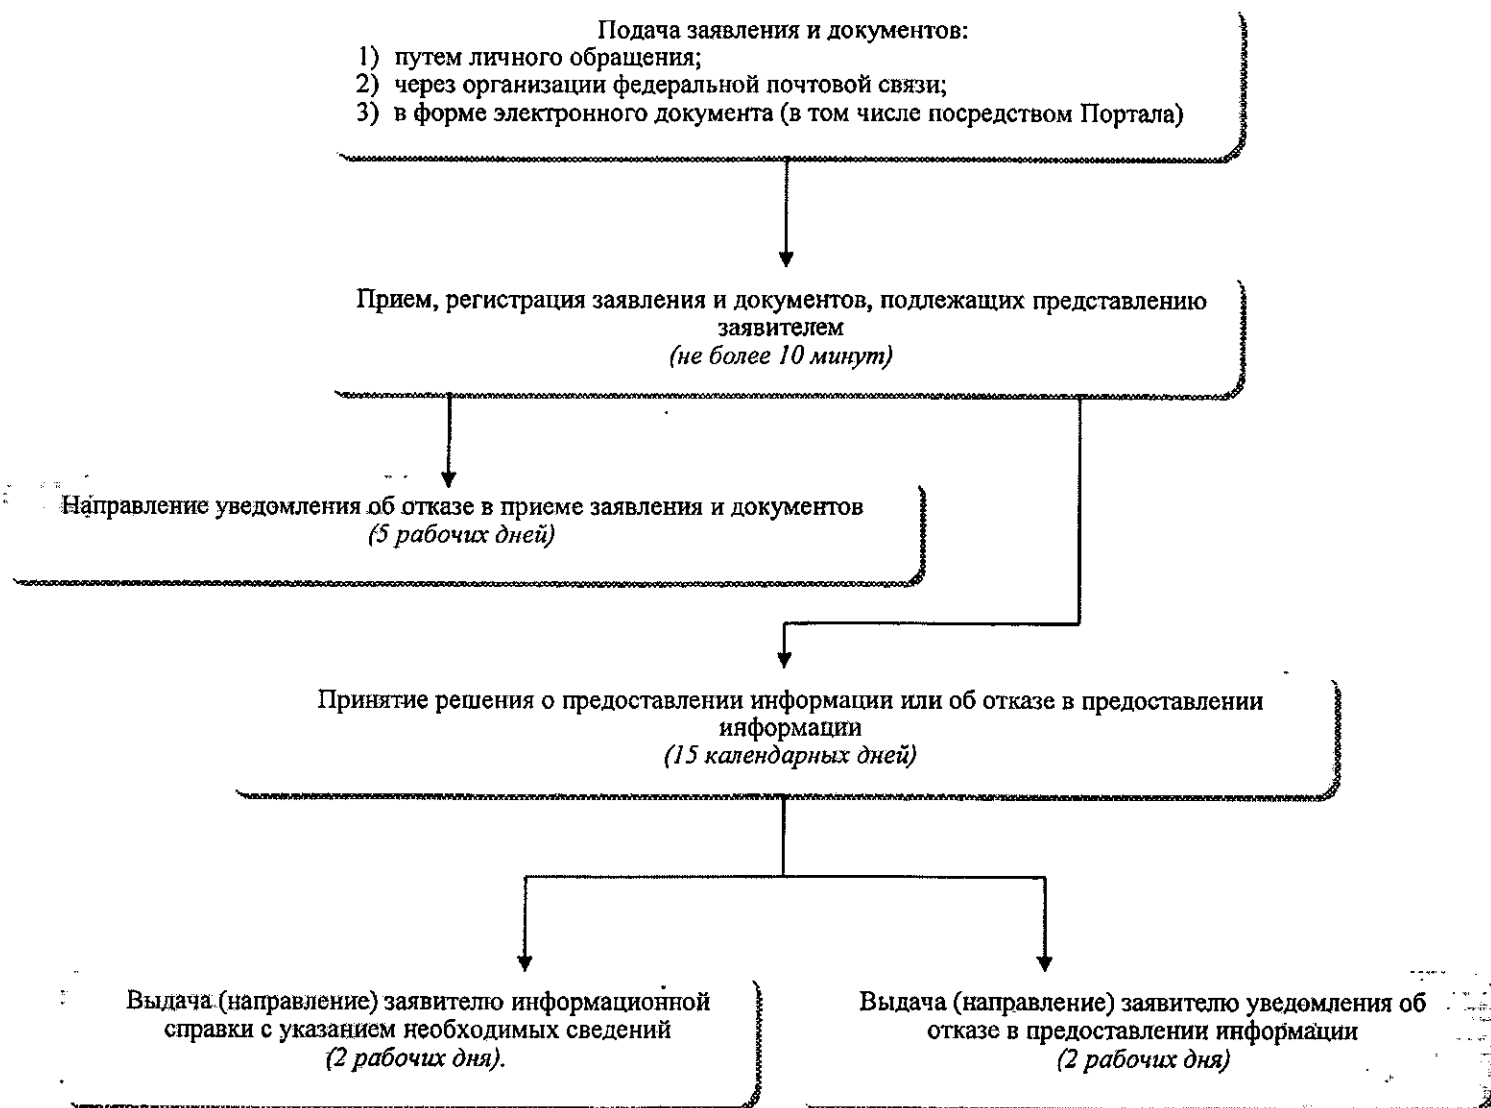 Подача заявления и документов:
1) путем личного обращения;
2) через организации федеральной почтовой связи;
3) в форме электронного документа (в том числе посредством Портала)
Прием, регистрация заявления и документов, подлежащих представлению
заявителем
(не более 10 минут)
Направление уведомления об отказе в приеме заявления и документов
(5 рабочих дней)
Принятие решения о предоставлении информации или об отказе в предоставлении
информации
(15 календарных дней)
Выдача (направление) заявителю информационной
справки с указанием необходимых сведений
(2 рабочих дня).
Выдача (направление) заявителю уведомления об
отказе в предоставлении информации
(2 рабочих дня)